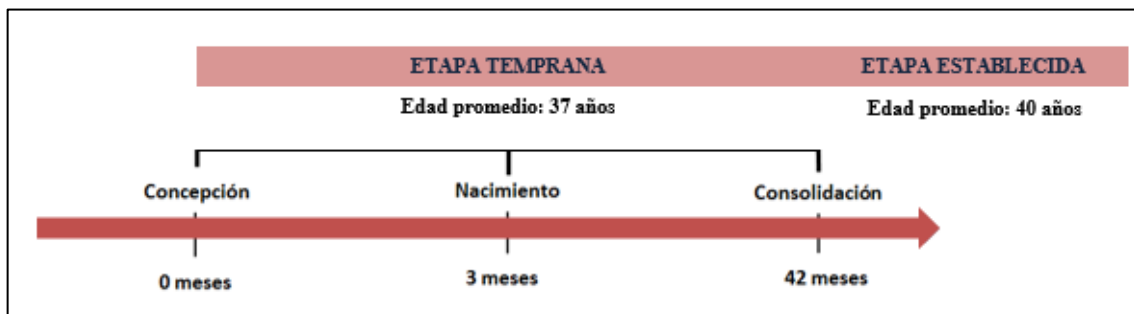 ETAPA TEMPRANA
ETAPA ESTABLECIDA
Edad promedio: 37 años
Edad promedio: 40 años
Concepción
Nacimiento
Consolidación
0 meses
3 meses
42 meses